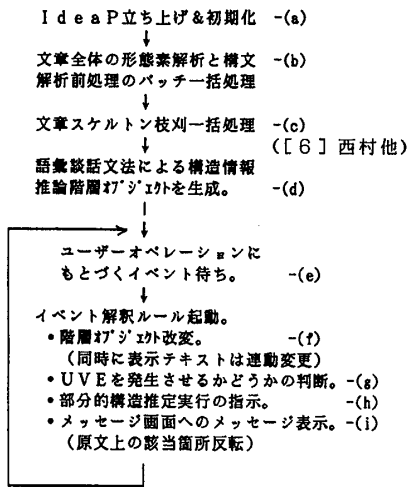 ＩｄｅａＰ立ち上げ＆初期化 -(a)
文章全体の形態素解析と構文 -(b)
解析前処理のバッチ一括処理
文章スケルトン枝刈一括処理 -(c)
（[６]西村他）
語彙談話文法による構造情報
推論階層ｵﾌﾞｼﾞｪｸﾄを生成。 -(d)
ユーザーオペレーションに
もとづくイベント待ち。 -(e)
イベント解釈ルール起動。
•階層ｵﾌﾞｼﾞｪｸﾄ改変。 -(f)
（同時に表示テキストは連動変更）
•ＵＶＥを発生させるかどうかの判断。-(g)
•部分的構造推定実行の指示。 -(h)
•メッセージ画面へのメッセージ表示。-(i)
（原文上の該当箇所反転）